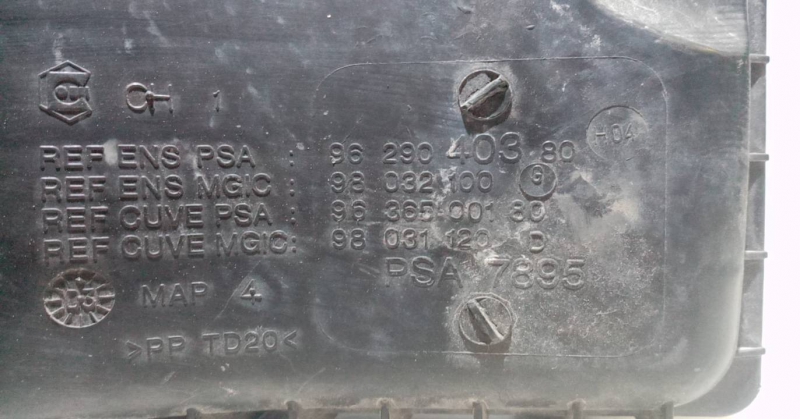 CH 1
H04
REF ENS PSA : 96 290 403 80
REF ENS MGIC : 98 032 100 G
REF CUVE PSA : 96 365 001 80
REF CUVE MGIC: 98 031 120 D
PSA 7895
MAP 4
>PP TD20<